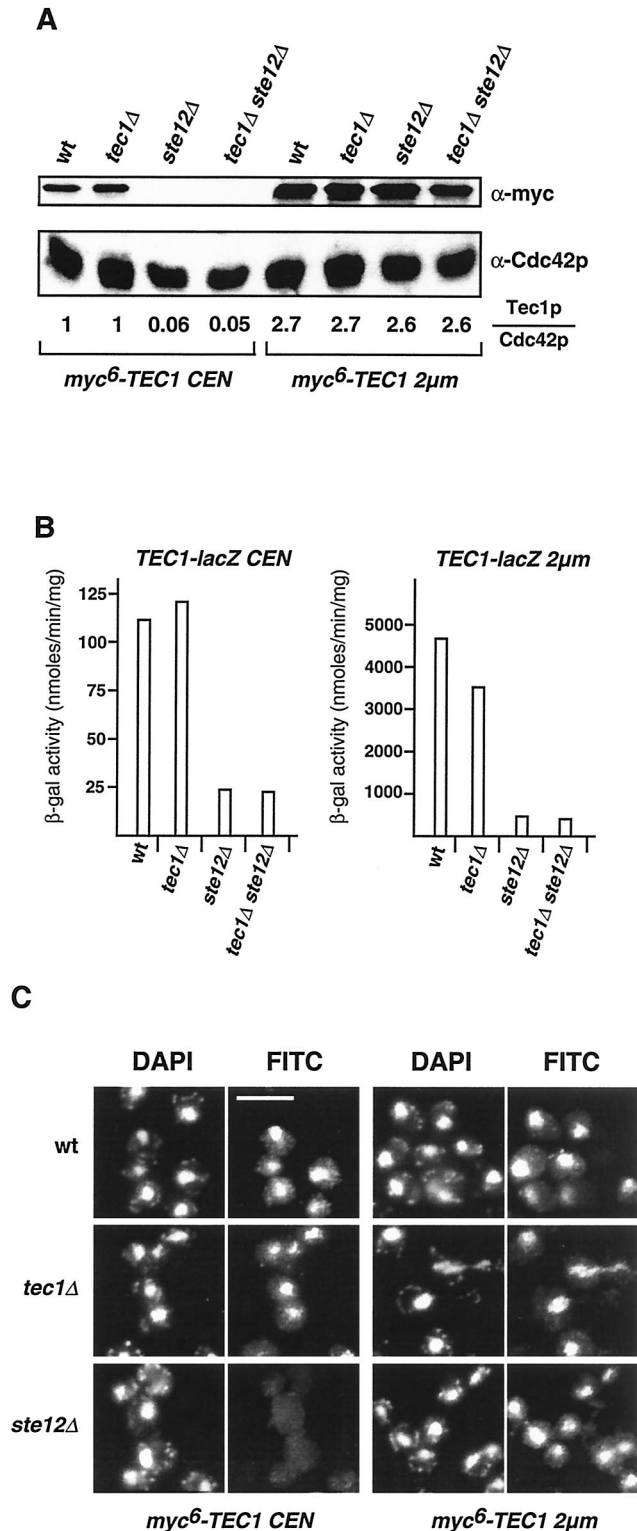 A
wt tec1Δ ste12Δ tec1Δ ste12Δ wt tec1Δ ste12Δ tec1Δ ste12Δ
α-myc
α-Cdc42p
1 1 0.06 0.05 2.7 2.7 2.6 2.6 Tec1p
Cdc42p
myc6-TEC1 CEN myc6-TEC1 2μm
B
TEC1-lacZ CEN
β-gal activity (nmoles/min/mg)
125
100
75
50
25
wt tec1Δ ste12Δ tec1Δ ste12Δ
TEC1-lacZ 2μm
β-gal activity (nmoles/min/mg)
5000
4000
3000
2000
1000
wt tec1Δ ste12Δ tec1Δ ste12Δ
C
DAPI FITC DAPI FITC
wt
tec1Δ
ste12Δ
myc6-TEC1 CEN myc6-TEC1 2μm